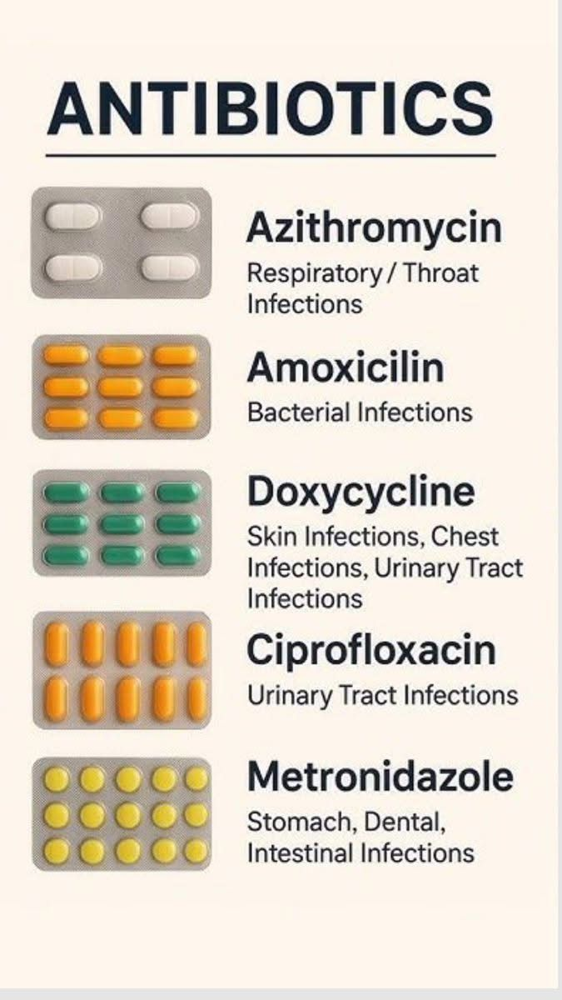 ANTIBIOTICS
Azithromycin
Respiratory / Throat
Infections
Amoxicilin
Bacterial Infections
Doxycycline
Skin Infections, Chest
Infections, Urinary Tract
Infections
Ciprofloxacin
Urinary Tract Infections
Metronidazole
Stomach, Dental,
Intestinal Infections